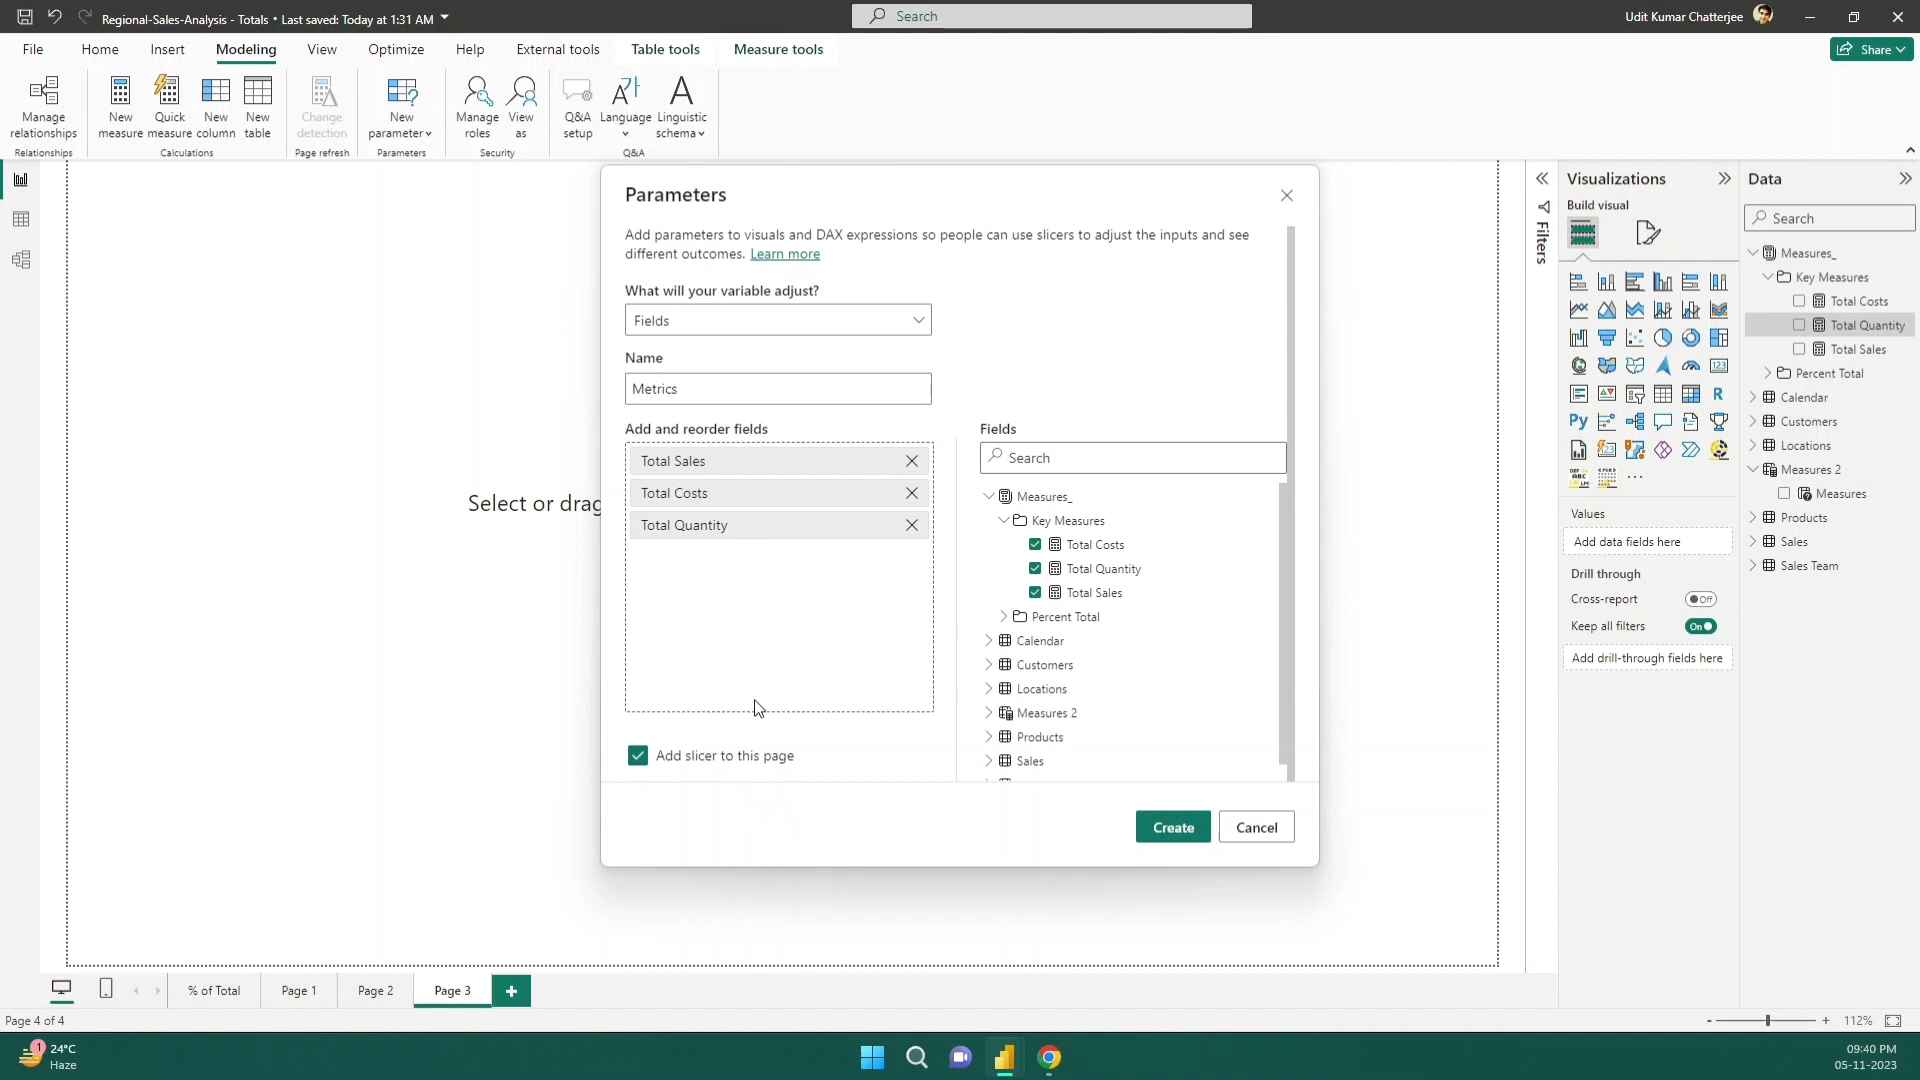 Regional-Sales-Analysis - Totals • Last saved: Today at 1:31 AM
Search
Udit Kumar Chatterjee
File
Home
Insert
Modeling
View
Optimize
Help
External tools
Table tools
Measure tools
Share
Manage
relationships
New
measure
Quick
measure
New
column
New
table
Change
detection
New
parameter
Manage
roles
View
as
Q&A
setup
Language
Linguistic
schema
Relationships
Calculations
Page refresh
Parameters
Security
Q&A
Select or drag
Parameters
Add parameters to visuals and DAX expressions so people can use slicers to adjust the inputs and see
different outcomes. Learn more
What will your variable adjust?
Fields
Name
Metrics
Add and reorder fields
Total Sales
Total Costs
Total Quantity
Add slicer to this page
Fields
Search
Measures_
Key Measures
Total Costs
Total Quantity
Total Sales
Percent Total
Calendar
Customers
Locations
Measures 2
Products
Sales
Create
Cancel
Filters
Visualizations
Build visual
123
R
Py
Values
Add data fields here
Drill through
Cross-report
Off
Keep all filters
On
Add drill-through fields here
Data
Search
Measures_
Key Measures
Total Costs
Total Quantity
Total Sales
Percent Total
Calendar
Customers
Locations
Measures 2
Measures
Products
Sales
Sales Team
% of Total
Page 1
Page 2
Page 3
Page 4 of 4
- + 112%
1
24°C
Haze
09:40 PM
05-11-2023